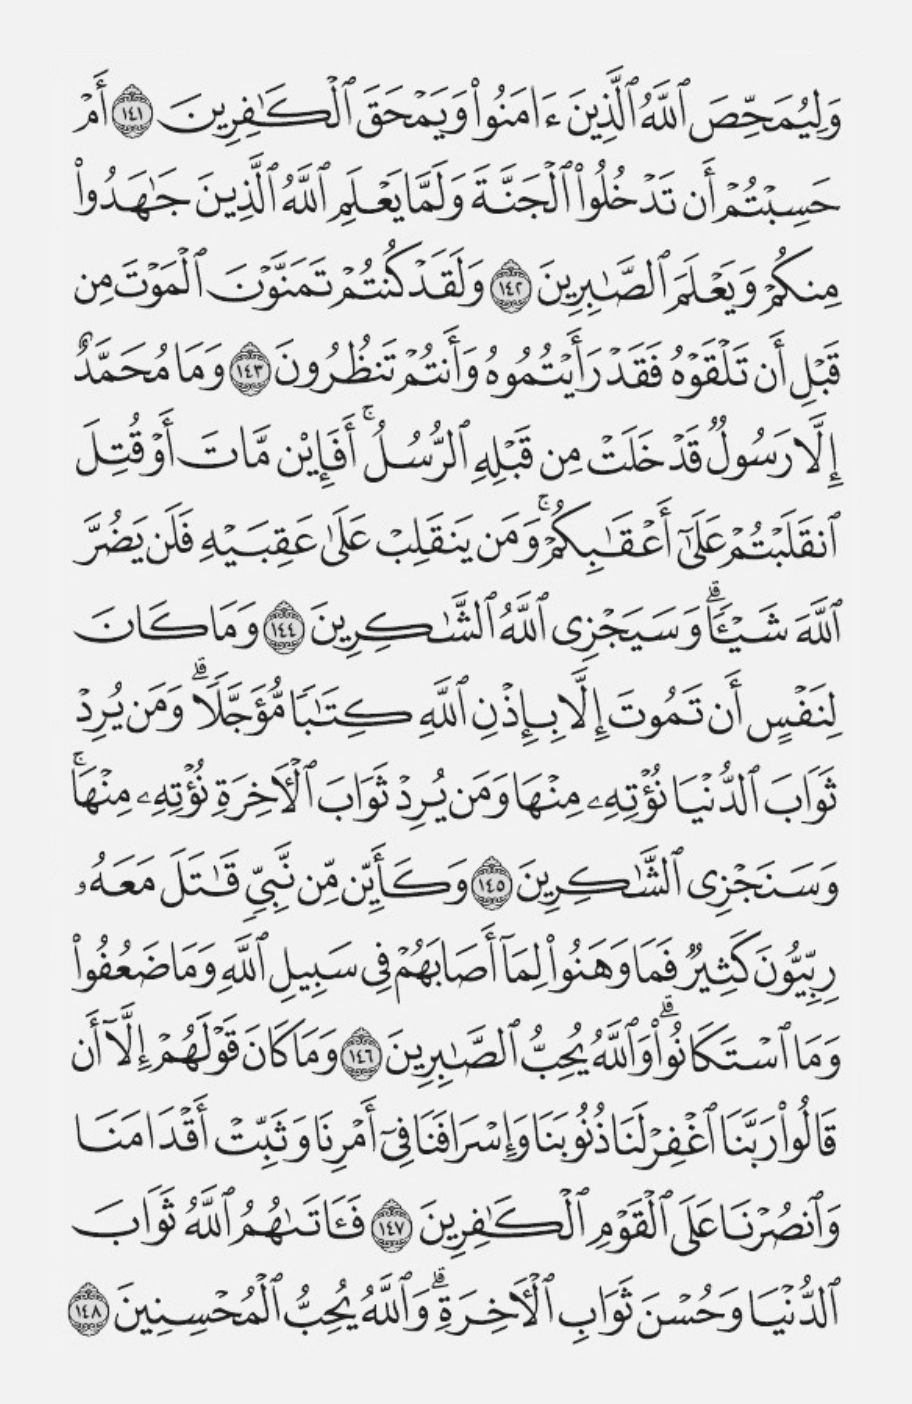 وَلِيُمَحِّصَ ٱللَّهُ ٱلَّذِينَ ءَامَنُوا۟ وَيَمۡحَقَ ٱلۡكَـٰفِرِينَ ١٤١ أَمۡ
حَسِبۡتُمۡ أَن تَدۡخُلُوا۟ ٱلۡجَنَّةَ وَلَمَّا يَعۡلَمِ ٱللَّهُ ٱلَّذِينَ جَـٰهَدُوا۟
مِنكُمۡ وَيَعۡلَمَ ٱلصَّـٰبِرِينَ ١٤٢ وَلَقَدۡ كُنتُمۡ تَمَنَّوۡنَ ٱلۡمَوۡتَ مِن
قَبۡلِ أَن تَلۡقَوۡهُ فَقَدۡ رَأَيۡتُمُوهُ وَأَنتُمۡ تَنظُرُونَ ١٤٣ وَمَا مُحَمَّدٌ
إِلَّا رَسُولٌ قَدۡ خَلَتۡ مِن قَبۡلِهِ ٱلرُّسُلُۚ أَفَإِيْن مَّاتَ أَوۡ قُتِلَ
ٱنقَلَبۡتُمۡ عَلَىٰٓ أَعۡقَـٰبِكُمۡۚ وَمَن يَنقَلِبۡ عَلَىٰ عَقِبَيۡهِ فَلَن يَضُرَّ
ٱللَّهَ شَيۡـًٔاۗ وَسَيَجۡزِى ٱللَّهُ ٱلشَّـٰكِرِينَ ١٤٤ وَمَا كَانَ
لِنَفۡسٍ أَن تَمُوتَ إِلَّا بِإِذۡنِ ٱللَّهِ كِتَـٰبًا مُّؤَجَّلًاۗ وَمَن يُرِدۡ
ثَوَابَ ٱلدُّنۡيَا نُؤۡتِهِۦ مِنۡهَا وَمَن يُرِدۡ ثَوَابَ ٱلۡأَخِرَةِ نُؤۡتِهِۦ مِنۡهَاۚ
وَسَنَجۡزِى ٱلشَّـٰكِرِينَ ١٤٥ وَكَأَيِّن مِّن نَّبِىٍّ قَـٰتَلَ مَعَهُۥ
رِبِّيُّونَ كَثِيرٌ فَمَا وَهَنُوا۟ لِمَآ أَصَابَهُمۡ فِى سَبِيلِ ٱللَّهِ وَمَا ضَعُفُوا۟
وَمَا ٱسۡتَكَانُوا۟ۗ وَٱللَّهُ يُحِبُّ ٱلصَّـٰبِرِينَ ١٤٦ وَمَا كَانَ قَوۡلَهُمۡ إِلَّآ أَن
قَالُوا۟ رَبَّنَا ٱغۡفِرۡ لَنَا ذُنُوبَنَا وَإِسۡرَافَنَا فِىٓ أَمۡرِنَا وَثَبِّتۡ أَقۡدَامَنَا
وَٱنصُرۡنَا عَلَى ٱلۡقَوۡمِ ٱلۡكَـٰفِرِينَ ١٤٧ فَـَٔاتَىٰهُمُ ٱللَّهُ ثَوَابَ
ٱلدُّنۡيَا وَحُسۡنَ ثَوَابِ ٱلۡأَخِرَةِۗ وَٱللَّهُ يُحِبُّ ٱلۡمُحۡسِنِينَ ١٤٨